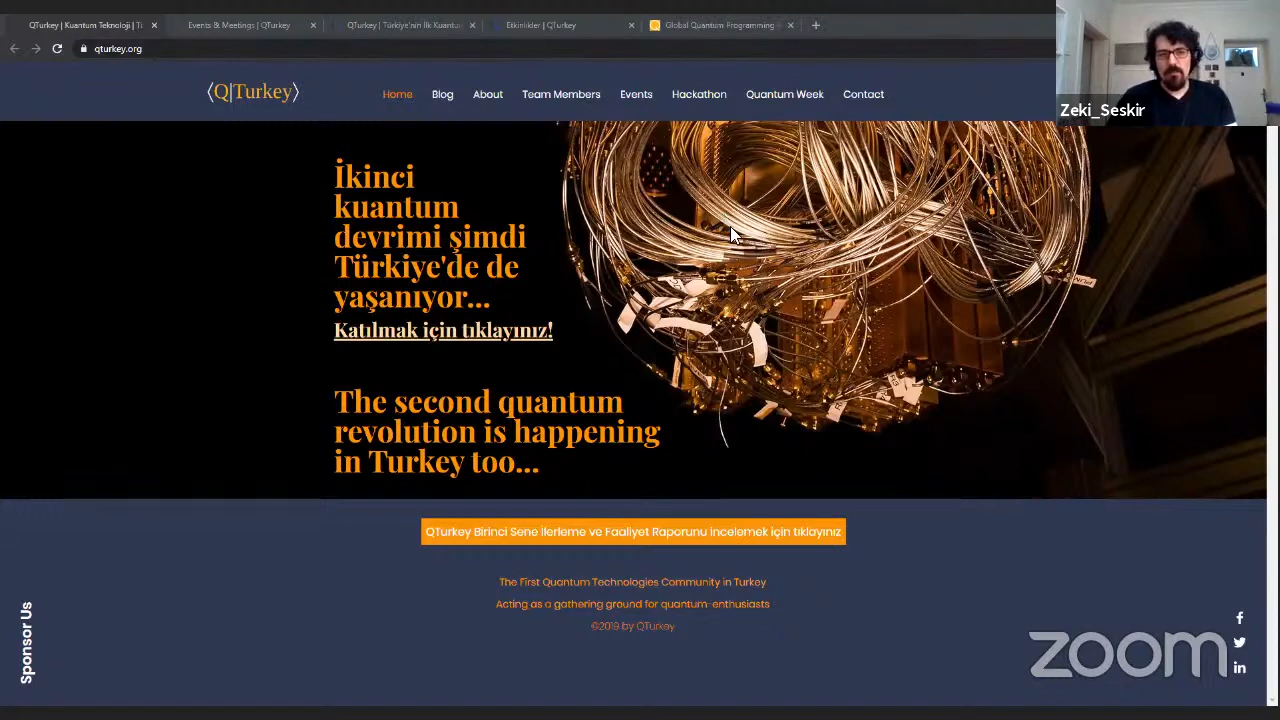 QTurkey | Kuantum Teknoloji | Tü
Events & Meetings | QTurkey
QTurkey | Türkiye'nin İlk Kuantu
Etkinlikler | QTurkey
Global Quantum Programming
qturkey.org
⟨Q|Turkey⟩
Home
Blog
About
Team Members
Events
Hackathon
Quantum Week
Contact
Zeki_Seskir
İkinci
kuantum
devrimi şimdi
Türkiye'de de
yaşanıyor...
Katılmak için tıklayınız!
The second quantum
revolution is happening
in Turkey too...
QTurkey Birinci Sene İlerleme ve Faaliyet Raporunu incelemek için tıklayınız
The First Quantum Technologies Community in Turkey
Acting as a gathering ground for quantum-enthusiasts
©2019 by QTurkey
Sponsor Us
zoom